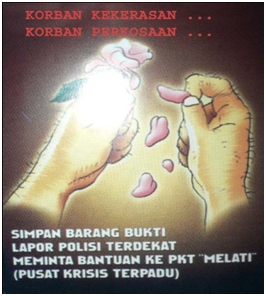 KORBAN KEKERASAN ...
KORBAN PERKOSAAN ...
SIMPAN BARANG BUKTI
LAPOR POLISI TERDEKAT
MEMINTA BANTUAN KE PKT "MELATI"
(PUSAT KRISIS TERPADU)